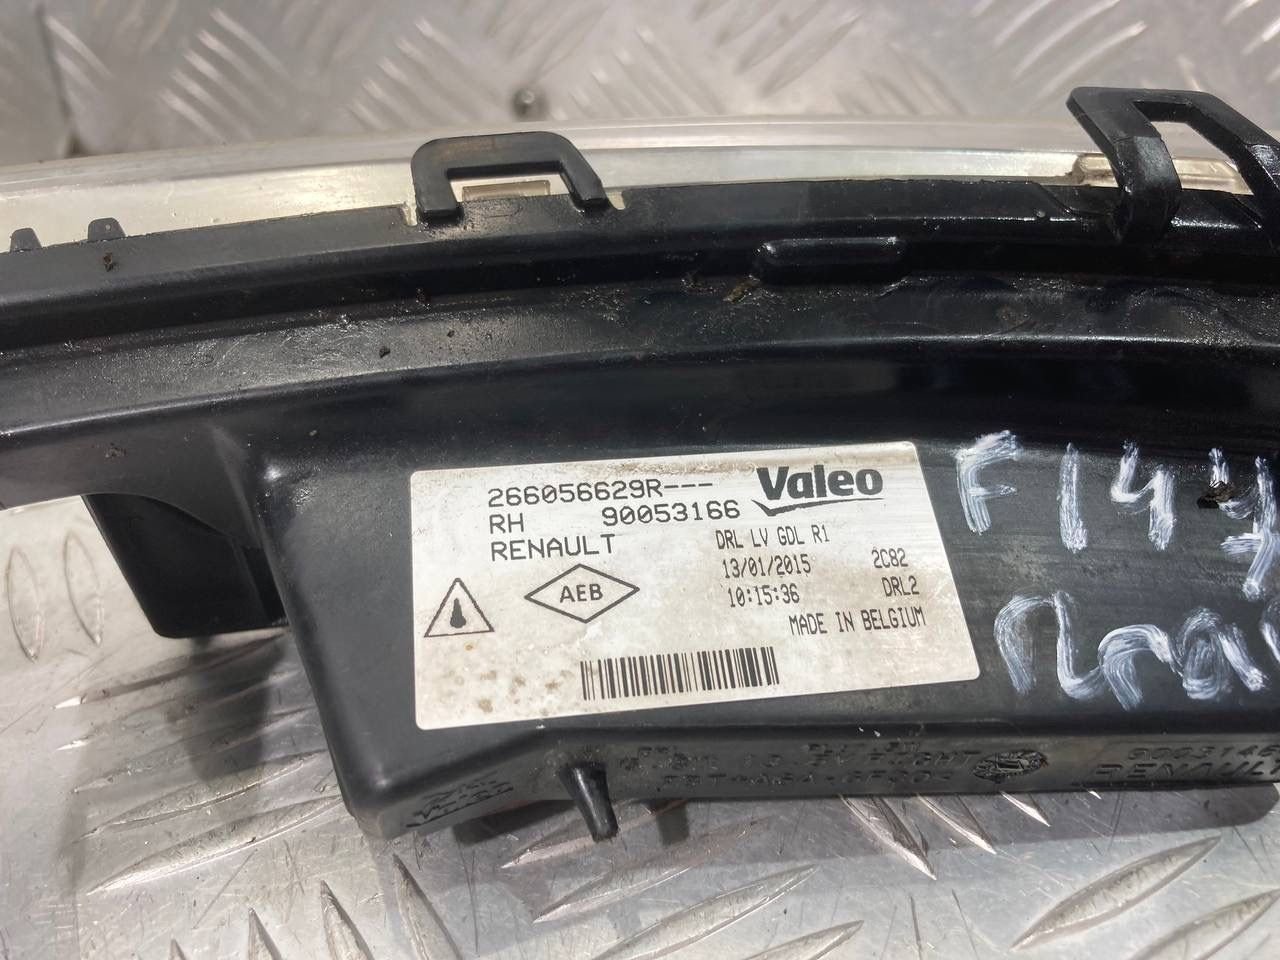 266056629R---
Valeo
RH 90053166
RENAULT
DRL LV GDL R1
13/01/2015 2C82
10:15:36 DRL2
AEB
MADE IN BELGIUM
F144
RENAULT